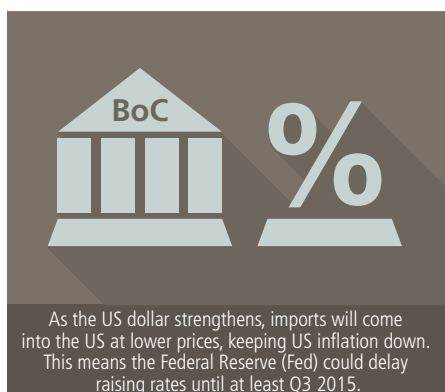 BoC
%
As the US dollar strengthens, imports will come
into the US at lower prices, keeping US inflation down.
This means the Federal Reserve (Fed) could delay
raising rates until at least Q3 2015.